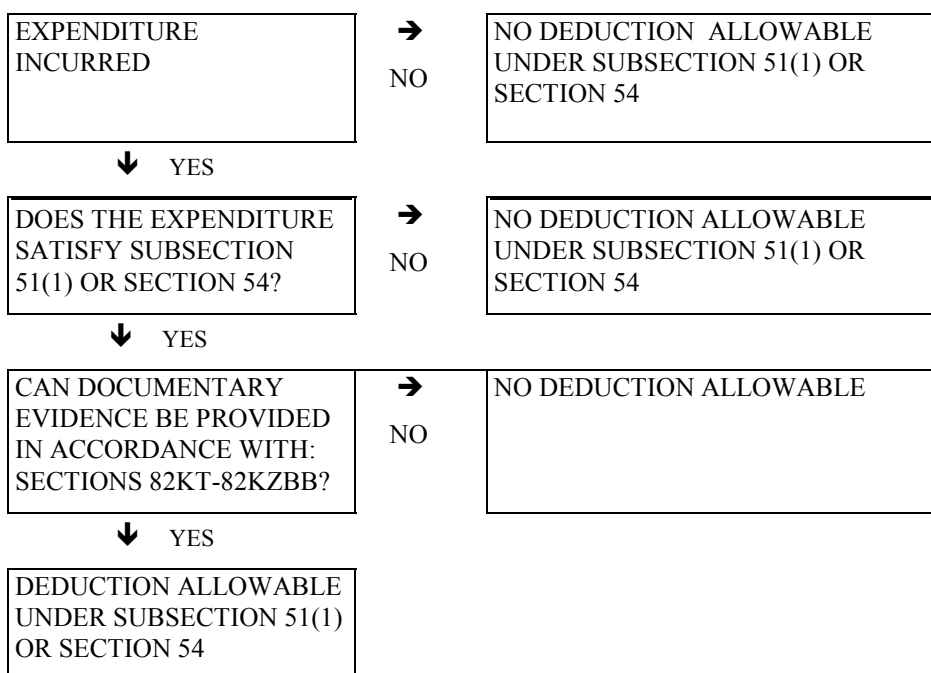 EXPENDITURE
INCURRED
➔
NO
NO DEDUCTION ALLOWABLE
UNDER SUBSECTION 51(1) OR
SECTION 54
🡻 YES
DOES THE EXPENDITURE
SATISFY SUBSECTION
51(1) OR SECTION 54?
➔
NO
NO DEDUCTION ALLOWABLE
UNDER SUBSECTION 51(1) OR
SECTION 54
🡻 YES
CAN DOCUMENTARY
EVIDENCE BE PROVIDED
IN ACCORDANCE WITH:
SECTIONS 82KT-82KZBB?
➔
NO
NO DEDUCTION ALLOWABLE
🡻 YES
DEDUCTION ALLOWABLE
UNDER SUBSECTION 51(1)
OR SECTION 54